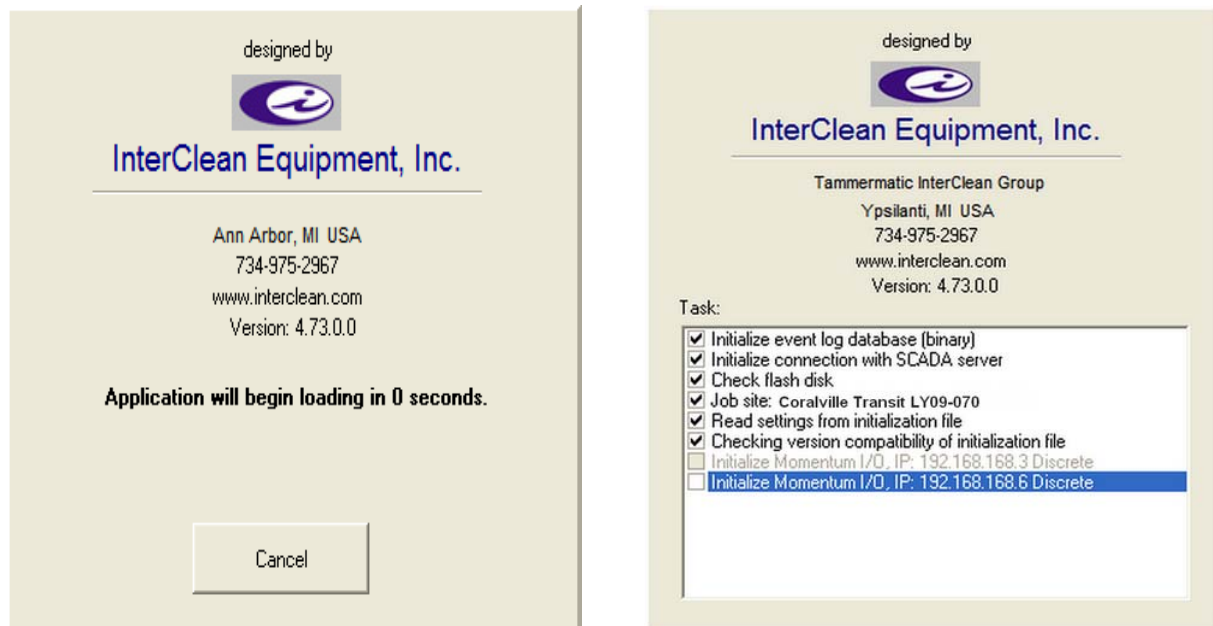 designed by
InterClean Equipment, Inc.
Ann Arbor, MI USA
734-975-2967
www.interclean.com
Version: 4.73.0.0
Application will begin loading in 0 seconds.
Cancel
designed by
InterClean Equipment, Inc.
Tammermatic InterClean Group
Ypsilanti, MI USA
734-975-2967
www.interclean.com
Version: 4.73.0.0
Task:
Initialize event log database (binary)
Initialize connection with SCADA server
Check flash disk
Job site: Coralville Transit LY09-070
Read settings from initialization file
Checking version compatibility of initialization file
Initialize Momentum I/O, IP: 192.168.168.3 Discrete
Initialize Momentum I/O, IP: 192.168.168.6 Discrete